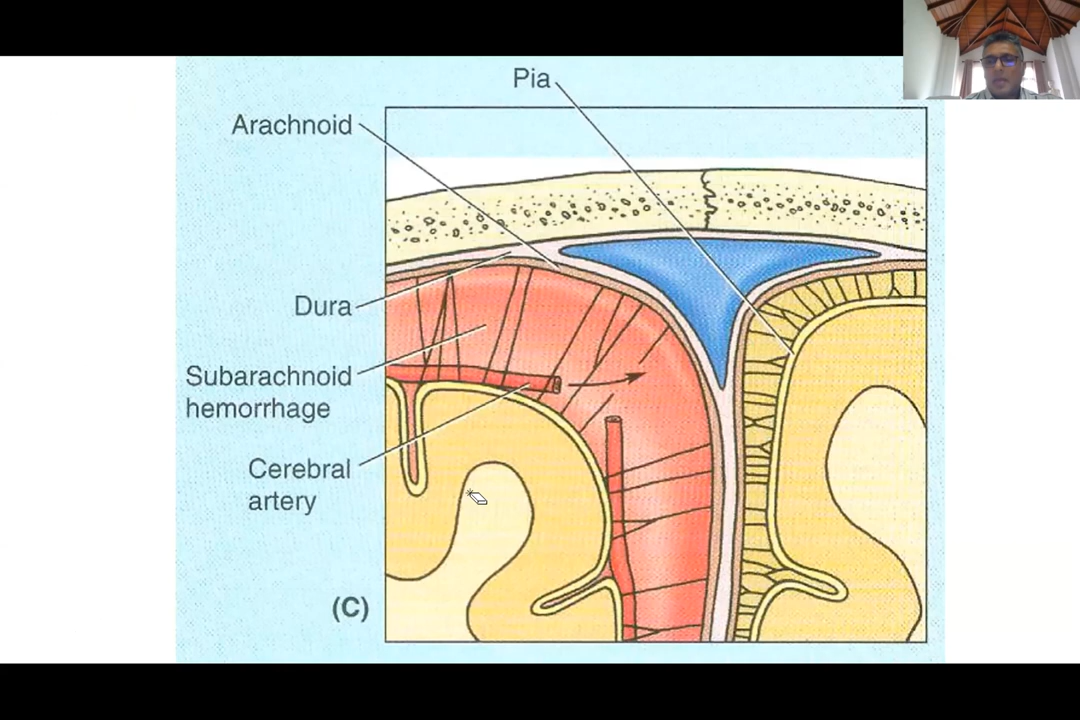 Pia
Arachnoid
Dura
Subarachnoid
hemorrhage
Cerebral
artery
(C)